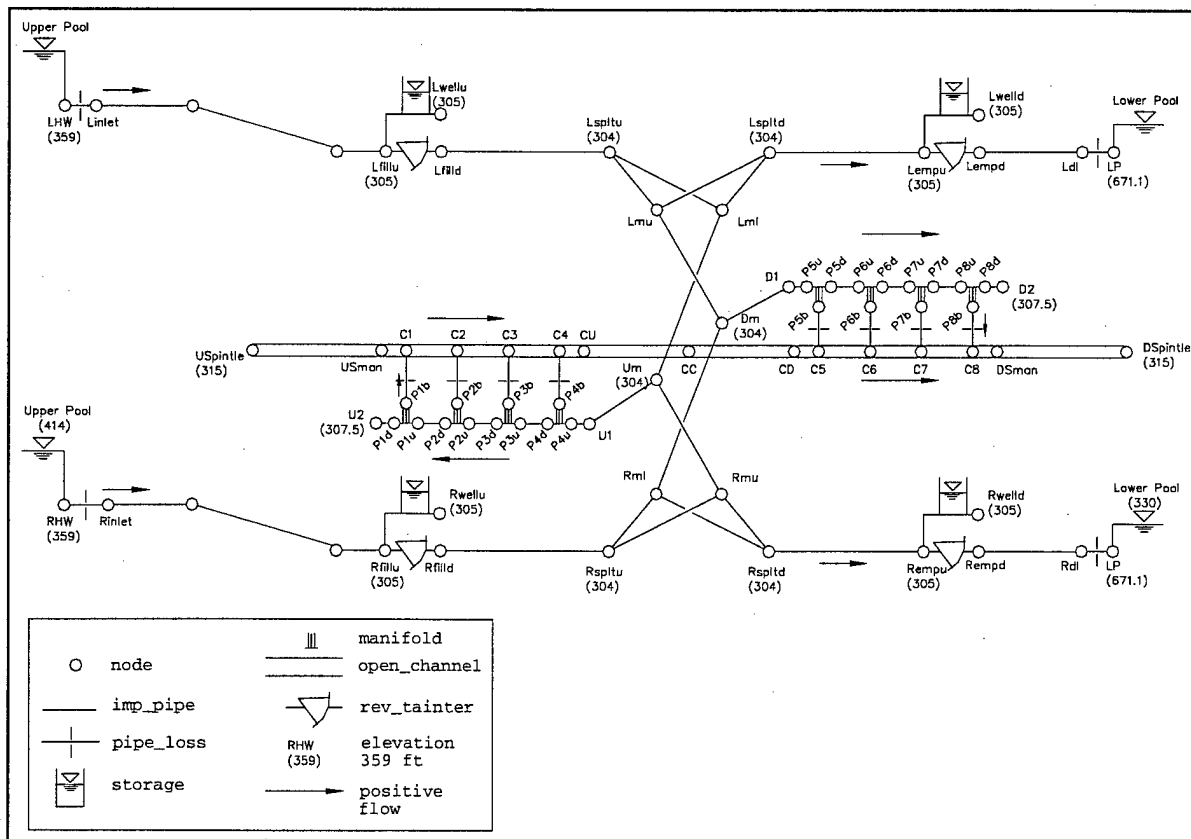 Upper Pool
LHW
(359)
Linlet
Lwellu
(305)
Lfillu
(305)
Lfilld
Lspltu
(304)
Lspltd
(304)
Lwelld
(305)
Lower Pool
Lempu
(305)
Lempd
Ldl
LP
(671.1)
Lmu
Lml
D1
P5u
P5d
P6u
P6d
P7u
P7d
P8u
P8d
D2
(307.5)
P5b
P6b
P7b
P8b
Dm
(304)
USpintle
(315)
USman
C1
C2
C3
C4
CU
CC
CD
C5
C6
C7
C8
DSman
DSpintle
(315)
Um
(304)
P1b
P2b
P3b
P4b
U2
(307.5)
P1d
P1u
P2d
P2u
P3d
P3u
P4d
P4u
U1
Upper Pool
(414)
RHW
(359)
Rinlet
Rwellu
(305)
Rfillu
(305)
Rfilld
Rml
Rmu
Rspltu
(304)
Rspltd
(304)
Rwelld
(305)
Lower Pool
(330)
Rempu
(305)
Rempd
Rdl
LP
(671.1)
node
imp_pipe
pipe_loss
storage
manifold
open_channel
rev_tainter
RHW
(359)
elevation
359 ft
positive
flow